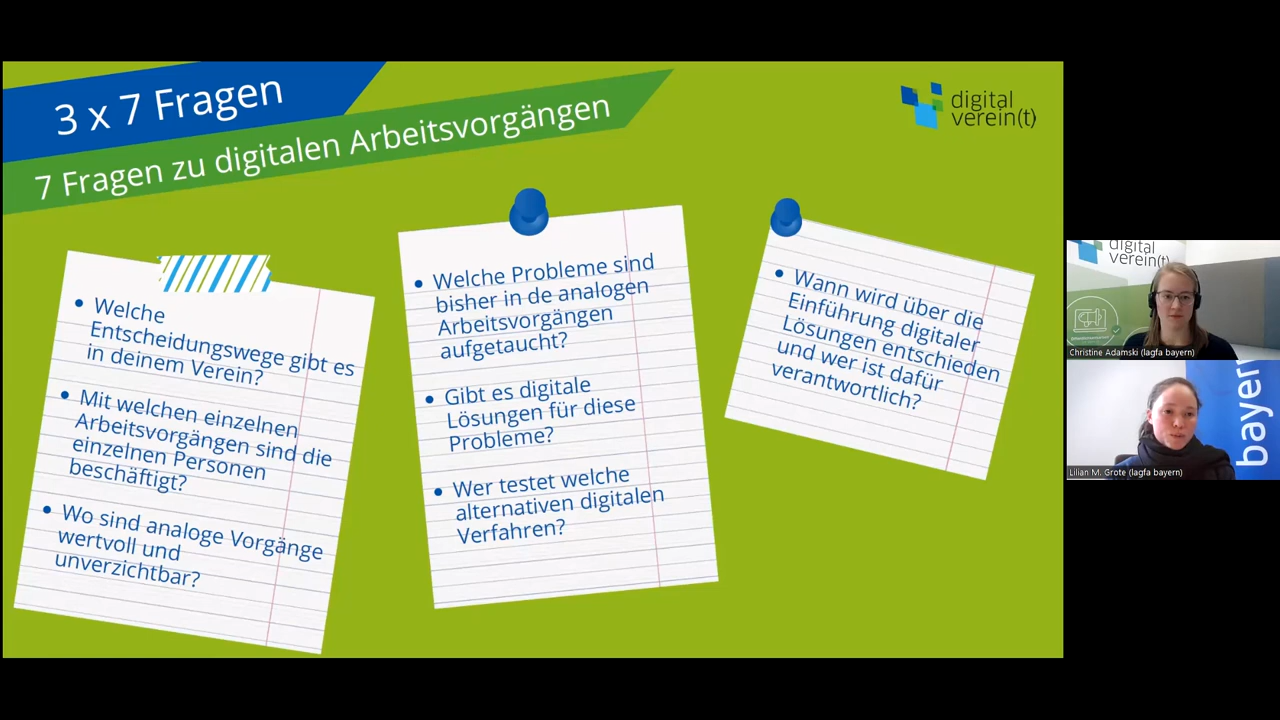 3 x 7 Fragen
7 Fragen zu digitalen Arbeitsvorgängen
digital
verein(t)
• Welche
Entscheidungswege gibt es
in deinem Verein?
• Mit welchen einzelnen
Arbeitsvorgängen sind die
einzelnen Personen
beschäftigt?
• Wo sind analoge Vorgänge
wertvoll und
unverzichtbar?
• Welche Probleme sind
bisher in de analogen
Arbeitsvorgängen
aufgetaucht?
• Gibt es digitale
Lösungen für diese
Probleme?
• Wer testet welche
alternativen digitalen
Verfahren?
• Wann wird über die
Einführung digitaler
Lösungen entschieden
und wer ist dafür
verantwortlich?
digital
verein(t)
Christine Adamski (lagfa bayern)
bayern
Lilian M. Grote (lagfa bayern)